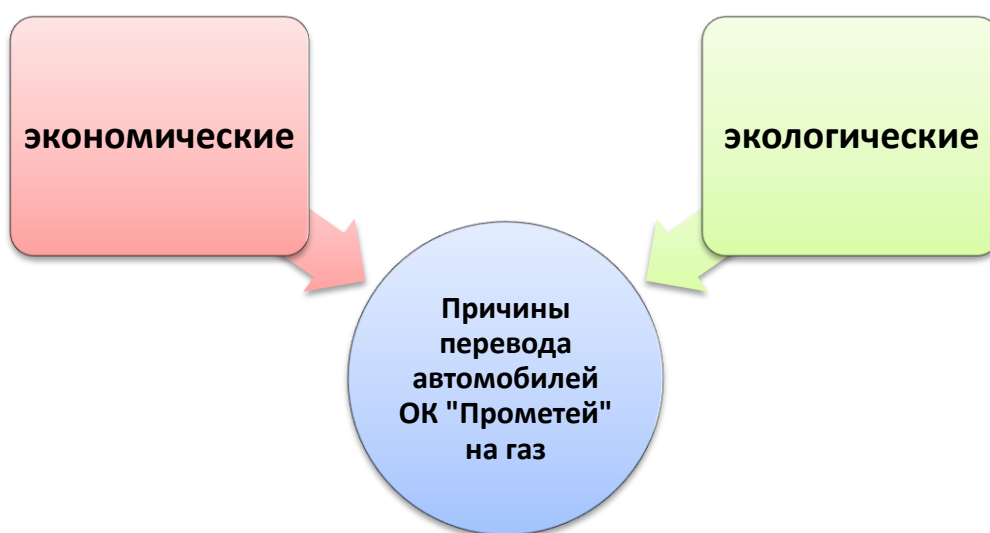 экономические
экологические
Причины
перевода
автомобилей
ОК "Прометей"
на газ